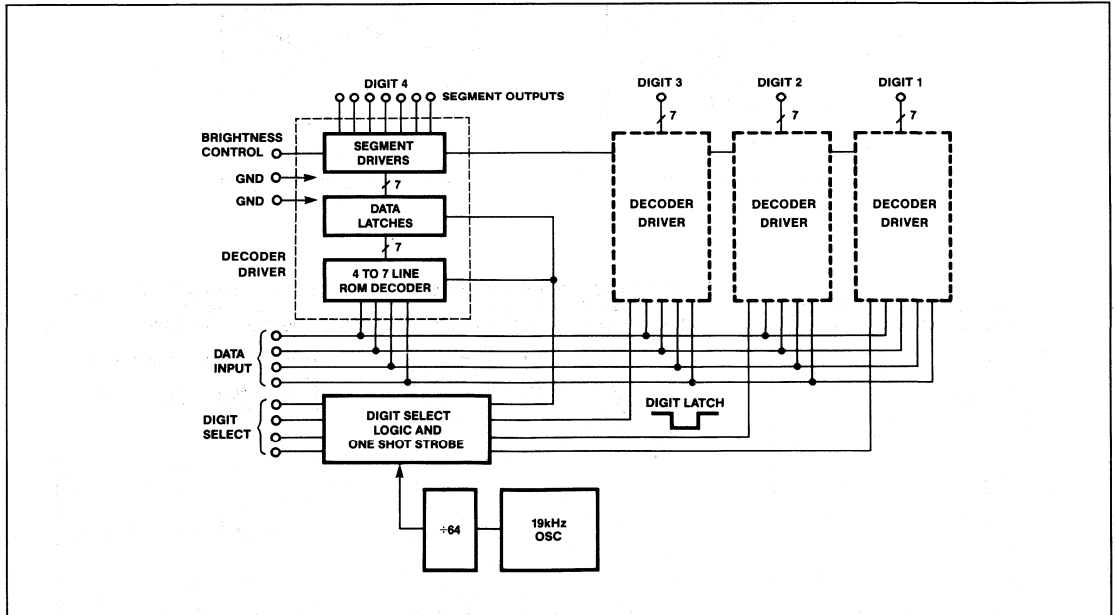 DIGIT 4
SEGMENT OUTPUTS
DIGIT 3
DIGIT 2
DIGIT 1
7
7
7
BRIGHTNESS
CONTROL
SEGMENT
DRIVERS
GND
7
GND
DATA
LATCHES
DECODER
DRIVER
DECODER
DRIVER
DECODER
DRIVER
7
DECODER
DRIVER
4 TO 7 LINE
ROM DECODER
DATA
INPUT
DIGIT
SELECT
DIGIT SELECT
LOGIC AND
ONE SHOT STROBE
DIGIT LATCH
÷64
19kHz
OSC